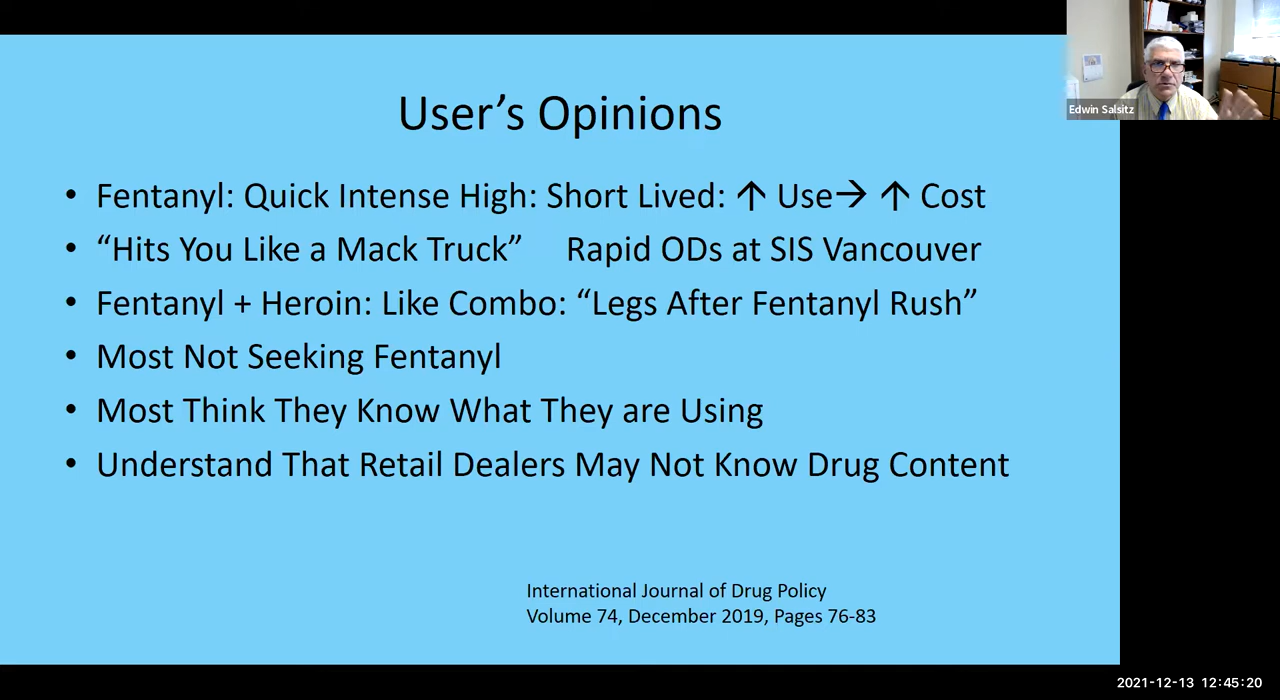 Edwin Salsitz
User’s Opinions
• Fentanyl: Quick Intense High: Short Lived: ↑ Use→ ↑ Cost
• “Hits You Like a Mack Truck” Rapid ODs at SIS Vancouver
• Fentanyl + Heroin: Like Combo: “Legs After Fentanyl Rush”
• Most Not Seeking Fentanyl
• Most Think They Know What They are Using
• Understand That Retail Dealers May Not Know Drug Content
International Journal of Drug Policy
Volume 74, December 2019, Pages 76-83
2021-12-13 12:45:20